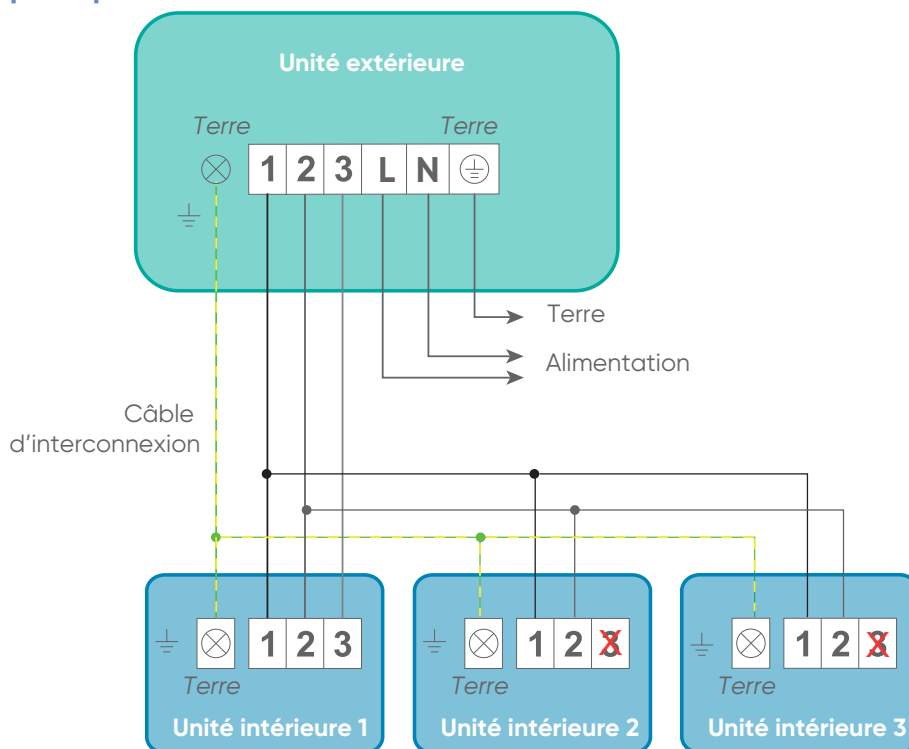 Unité extérieure
Terre Terre
1 2 3 L N
Terre
Alimentation
Câble
d'interconnexion
1 2 3 1 2 3 1 2 3
Terre Terre Terre
Unité intérieure 1 Unité intérieure 2 Unité intérieure 3